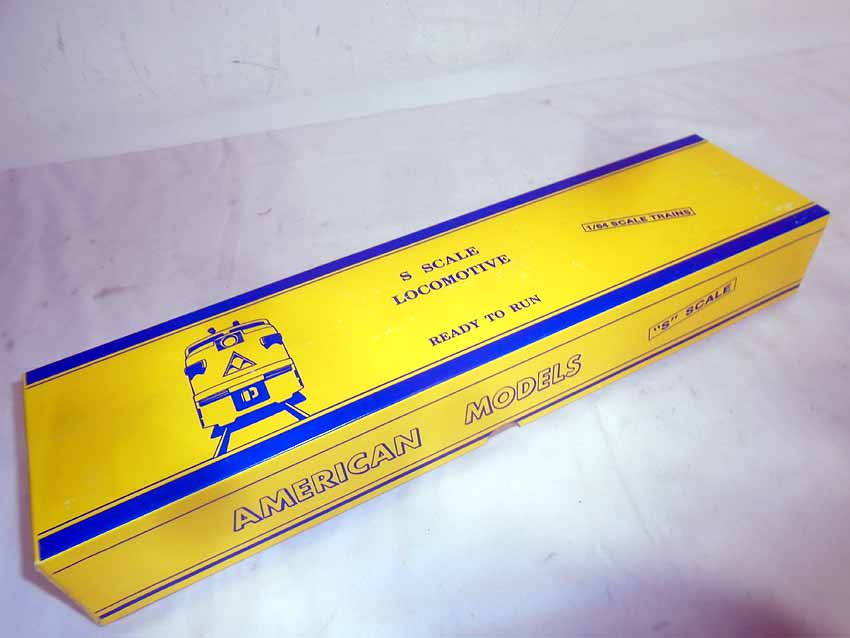 S SCALE
LOCOMOTIVE
READY TO RUN
1/64 SCALE TRAINS
AMERICAN MODELS
"S" SCALE